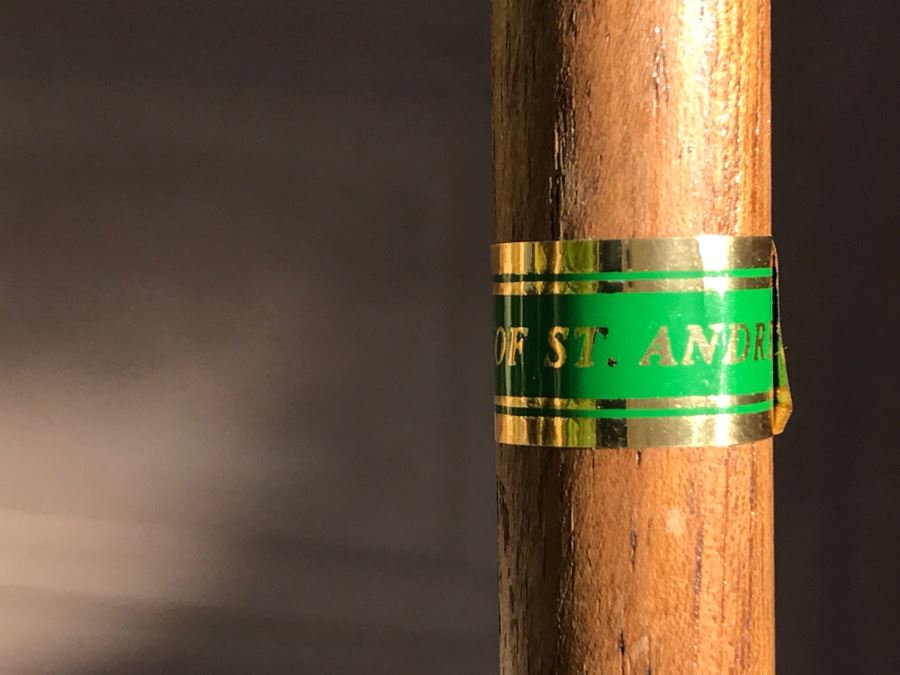 OF ST. ANDR